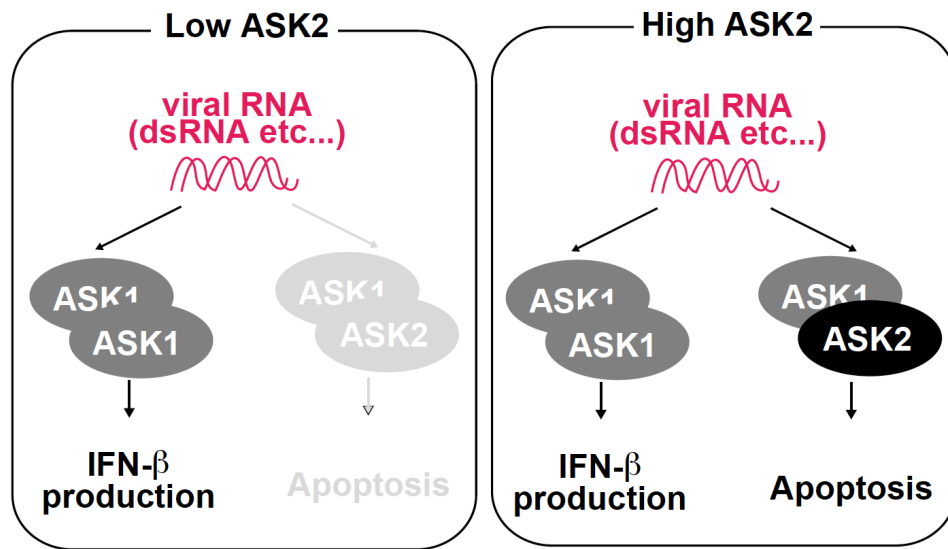 Low ASK2
viral RNA
(dsRNA etc...)
ASK1
ASK1
ASK1
ASK2
IFN-β
production
Apoptosis
High ASK2
viral RNA
(dsRNA etc...)
ASK1
ASK1
ASK1
ASK2
IFN-β
production
Apoptosis